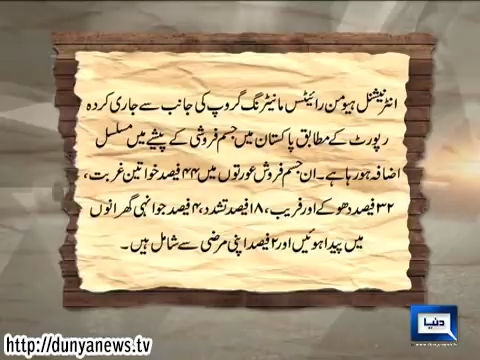 انٹرنیشنل ہیومن رائیٹس مانیٹرنگ گروپ کی جانب سے جاری کردہ
رپورٹ کے مطابق پاکستان میں جسم فروشی کے پیشے میں مسلسل
اضافہ ہورہا ہے۔ان جسم فروش عورتوں میں ۴۴ فیصد خواتین غربت،
۳۲ فیصد دھوکے اور فریب، ۱۸ فیصد تشدد، ۴ فیصد جو انہی گھرانوں
میں پیدا ہوئیں اور ۲ فیصد اپنی مرضی سے شامل ہیں۔
دنیا
http://dunyanews.tv